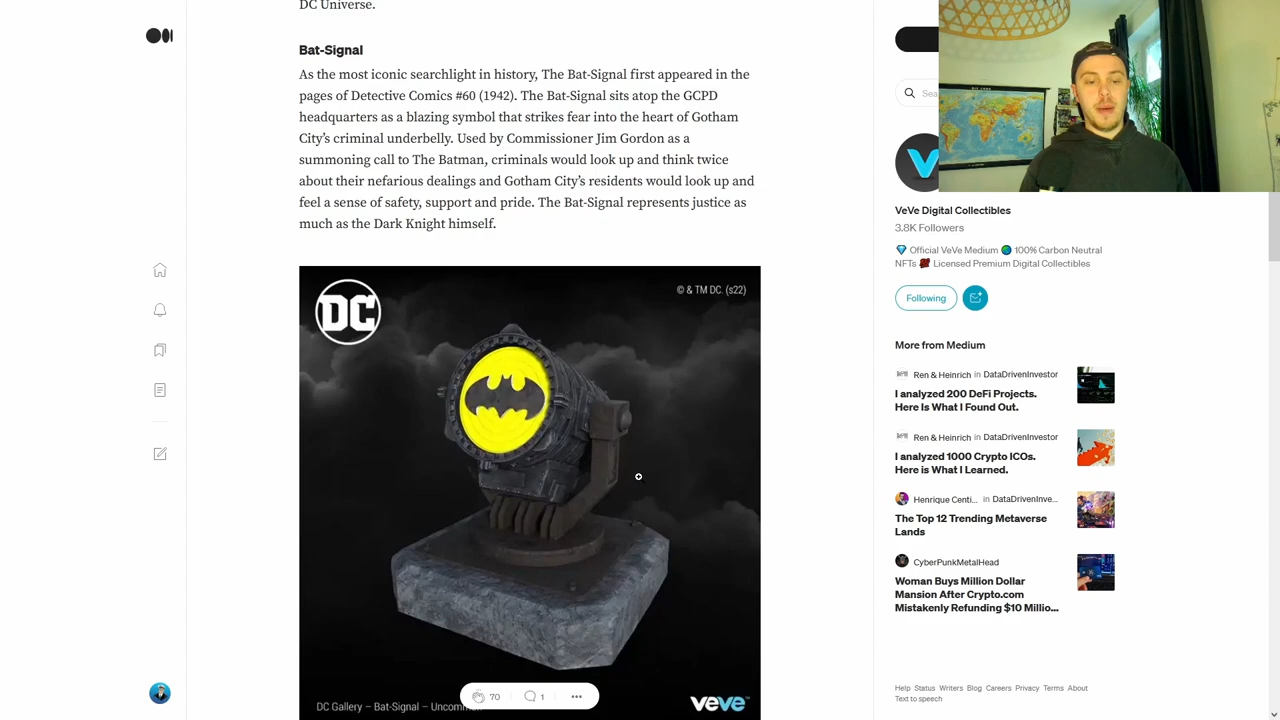 DC Universe.
Bat-Signal
As the most iconic searchlight in history, The Bat-Signal first appeared in the
pages of Detective Comics #60 (1942). The Bat-Signal sits atop the GCPD
headquarters as a blazing symbol that strikes fear into the heart of Gotham
City’s criminal underbelly. Used by Commissioner Jim Gordon as a
summoning call to The Batman, criminals would look up and think twice
about their nefarious dealings and Gotham City’s residents would look up and
feel a sense of safety, support and pride. The Bat-Signal represents justice as
much as the Dark Knight himself.
DC
© & TM DC. (s22)
DC Gallery – Bat-Signal –
veve
70
1
VeVe Digital Collectibles
3.8K Followers
Official VeVe Medium 100% Carbon Neutral
NFTs Licensed Premium Digital Collectibles
Following
More from Medium
Ren & Heinrich in DataDrivenInvestor
I analyzed 200 DeFi Projects.
Here Is What I Found Out.
Ren & Heinrich in DataDrivenInvestor
I analyzed 1000 Crypto ICOs.
Here is What I Learned.
Henrique Centi... in DataDrivenInve...
The Top 12 Trending Metaverse
Lands
CyberPunkMetalHead
Woman Buys Million Dollar
Mansion After Crypto.com
Mistakenly Refunding $10 Millio...
Help Status Writers Blog Careers Privacy Terms About
Text to speech